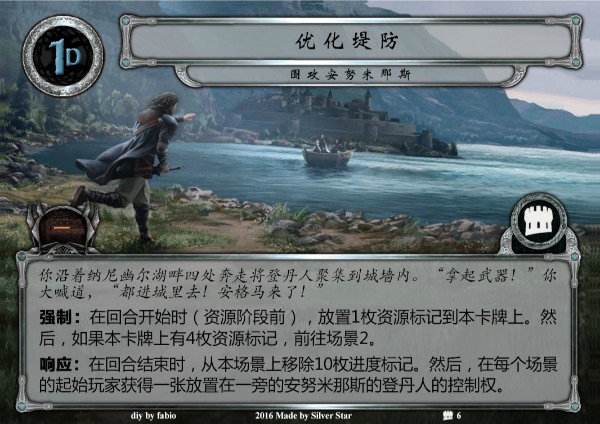 1D
优化堤防
围攻安努米那斯
你沿着纳尼幽尔湖畔四处奔走将登丹人聚集到城墙内。“拿起武器！”你
大喊道，“都进城里去！安格马来了！”
强制：在回合开始时（资源阶段前），放置1枚资源标记到本卡牌上。然
后，如果本卡牌上有4枚资源标记，前往场景2。
响应：在回合结束时，从本场景上移除10枚进度标记。然后，在每个场景
的起始玩家获得一张放置在一旁的安努米那斯的登丹人的控制权。
diy by fabio
2016 Made by Silver Star
6